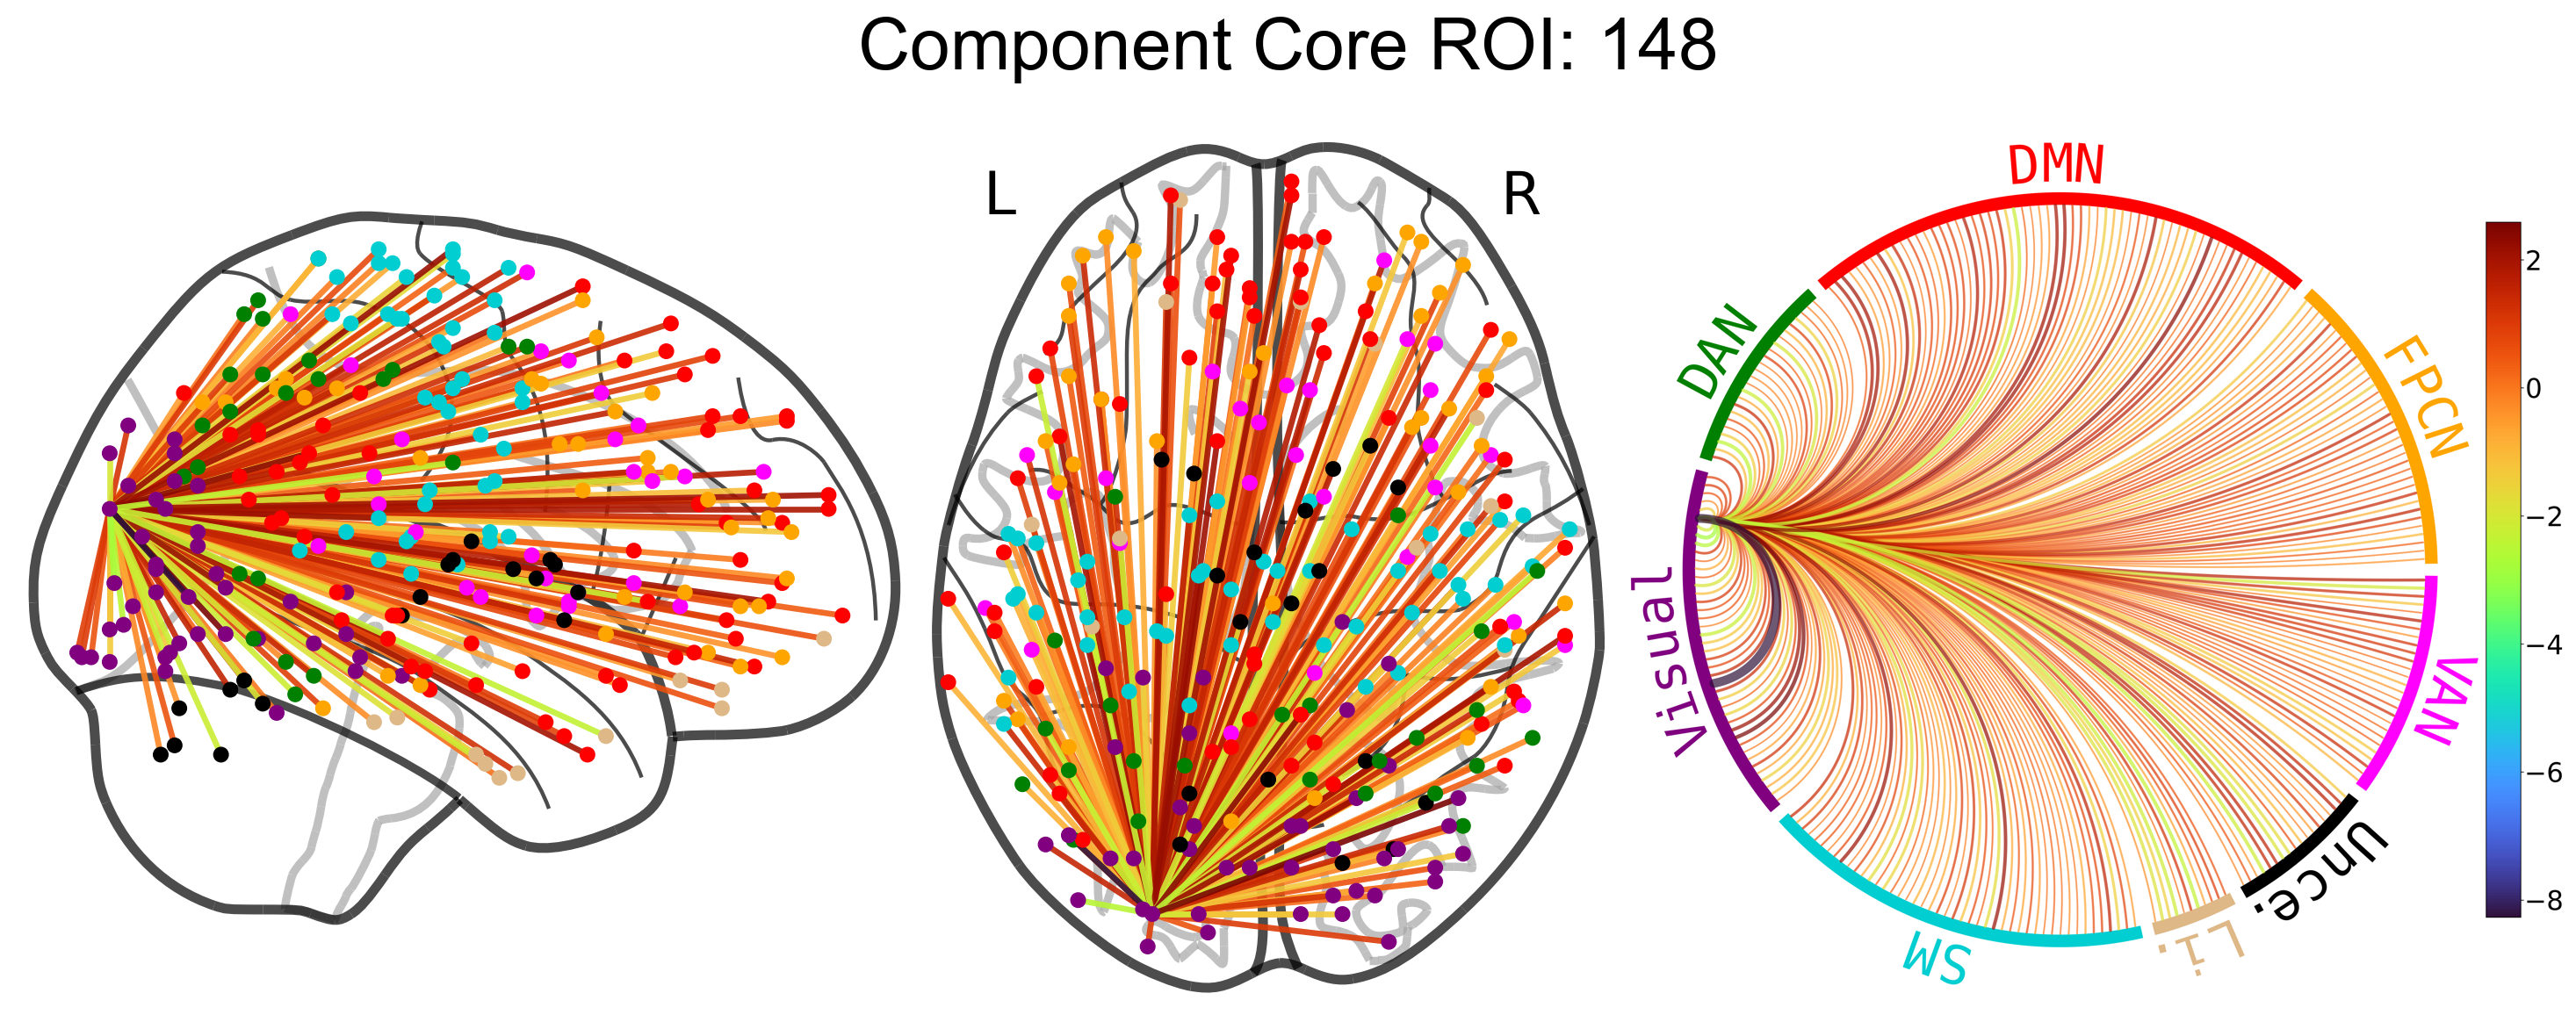 Component Core ROI: 148
L
R
DMN
FPCN
VAN
Unce.
Li.
SM
Visual
DAN
2
0
−2
−4
−6
−8